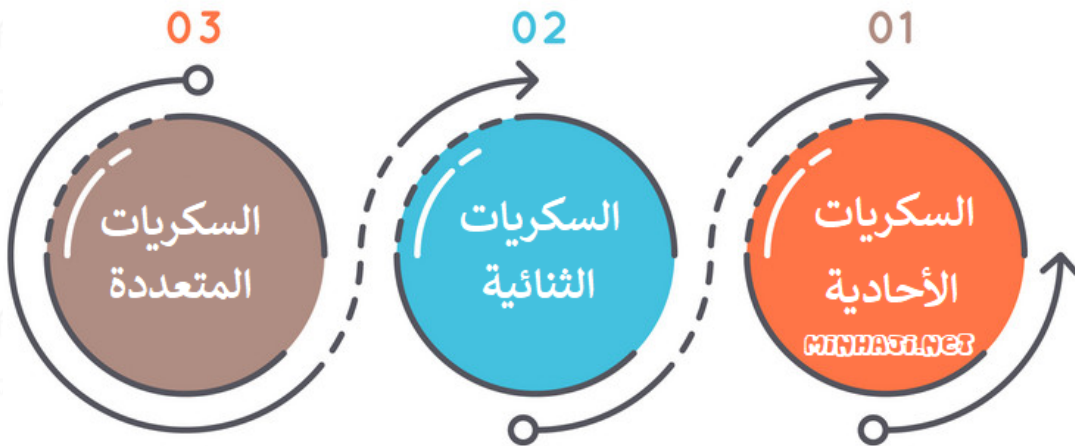 01
السكريات
الأحادية
MiNHAJi.NET
02
السكريات
الثنائية
03
السكريات
المتعددة